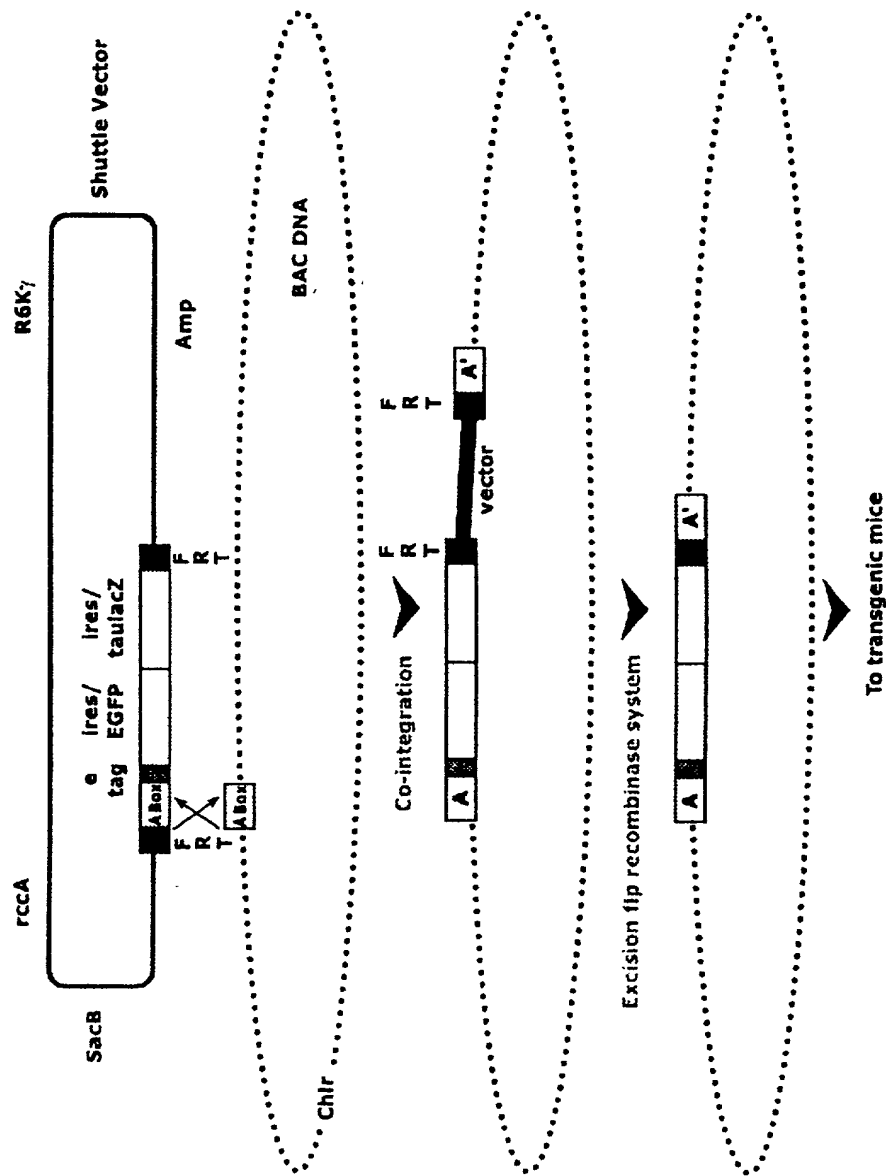 rccA
R6Kγ
SacB
e ires/ ires/
tag EGFP taulacZ
Shuttle Vector
A Box
F
R
T
F
R
T
Amp
A Box
BAC DNA
Chlr
Co-integration
F
R
T
F
R
T
A
vector
A'
Excision flp recombinase system
A
A'
To transgenic mice